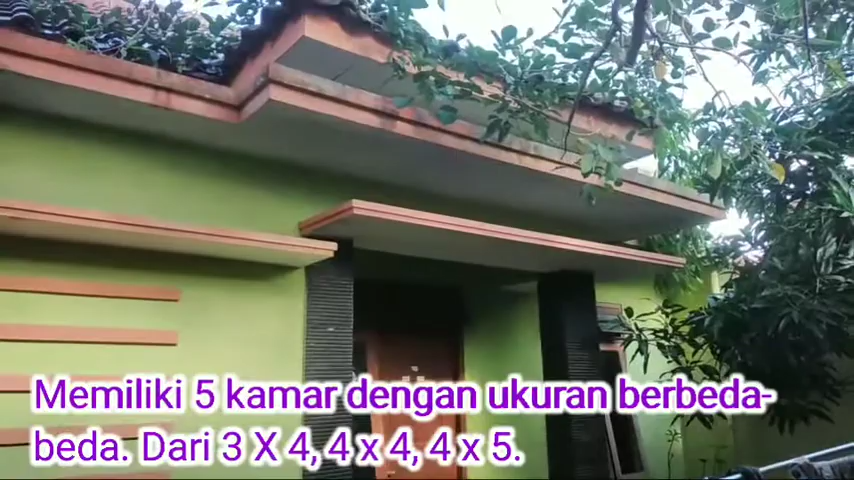 Memiliki 5 kamar dengan ukuran berbeda-
beda. Dari 3 X 4, 4 x 4, 4 x 5.